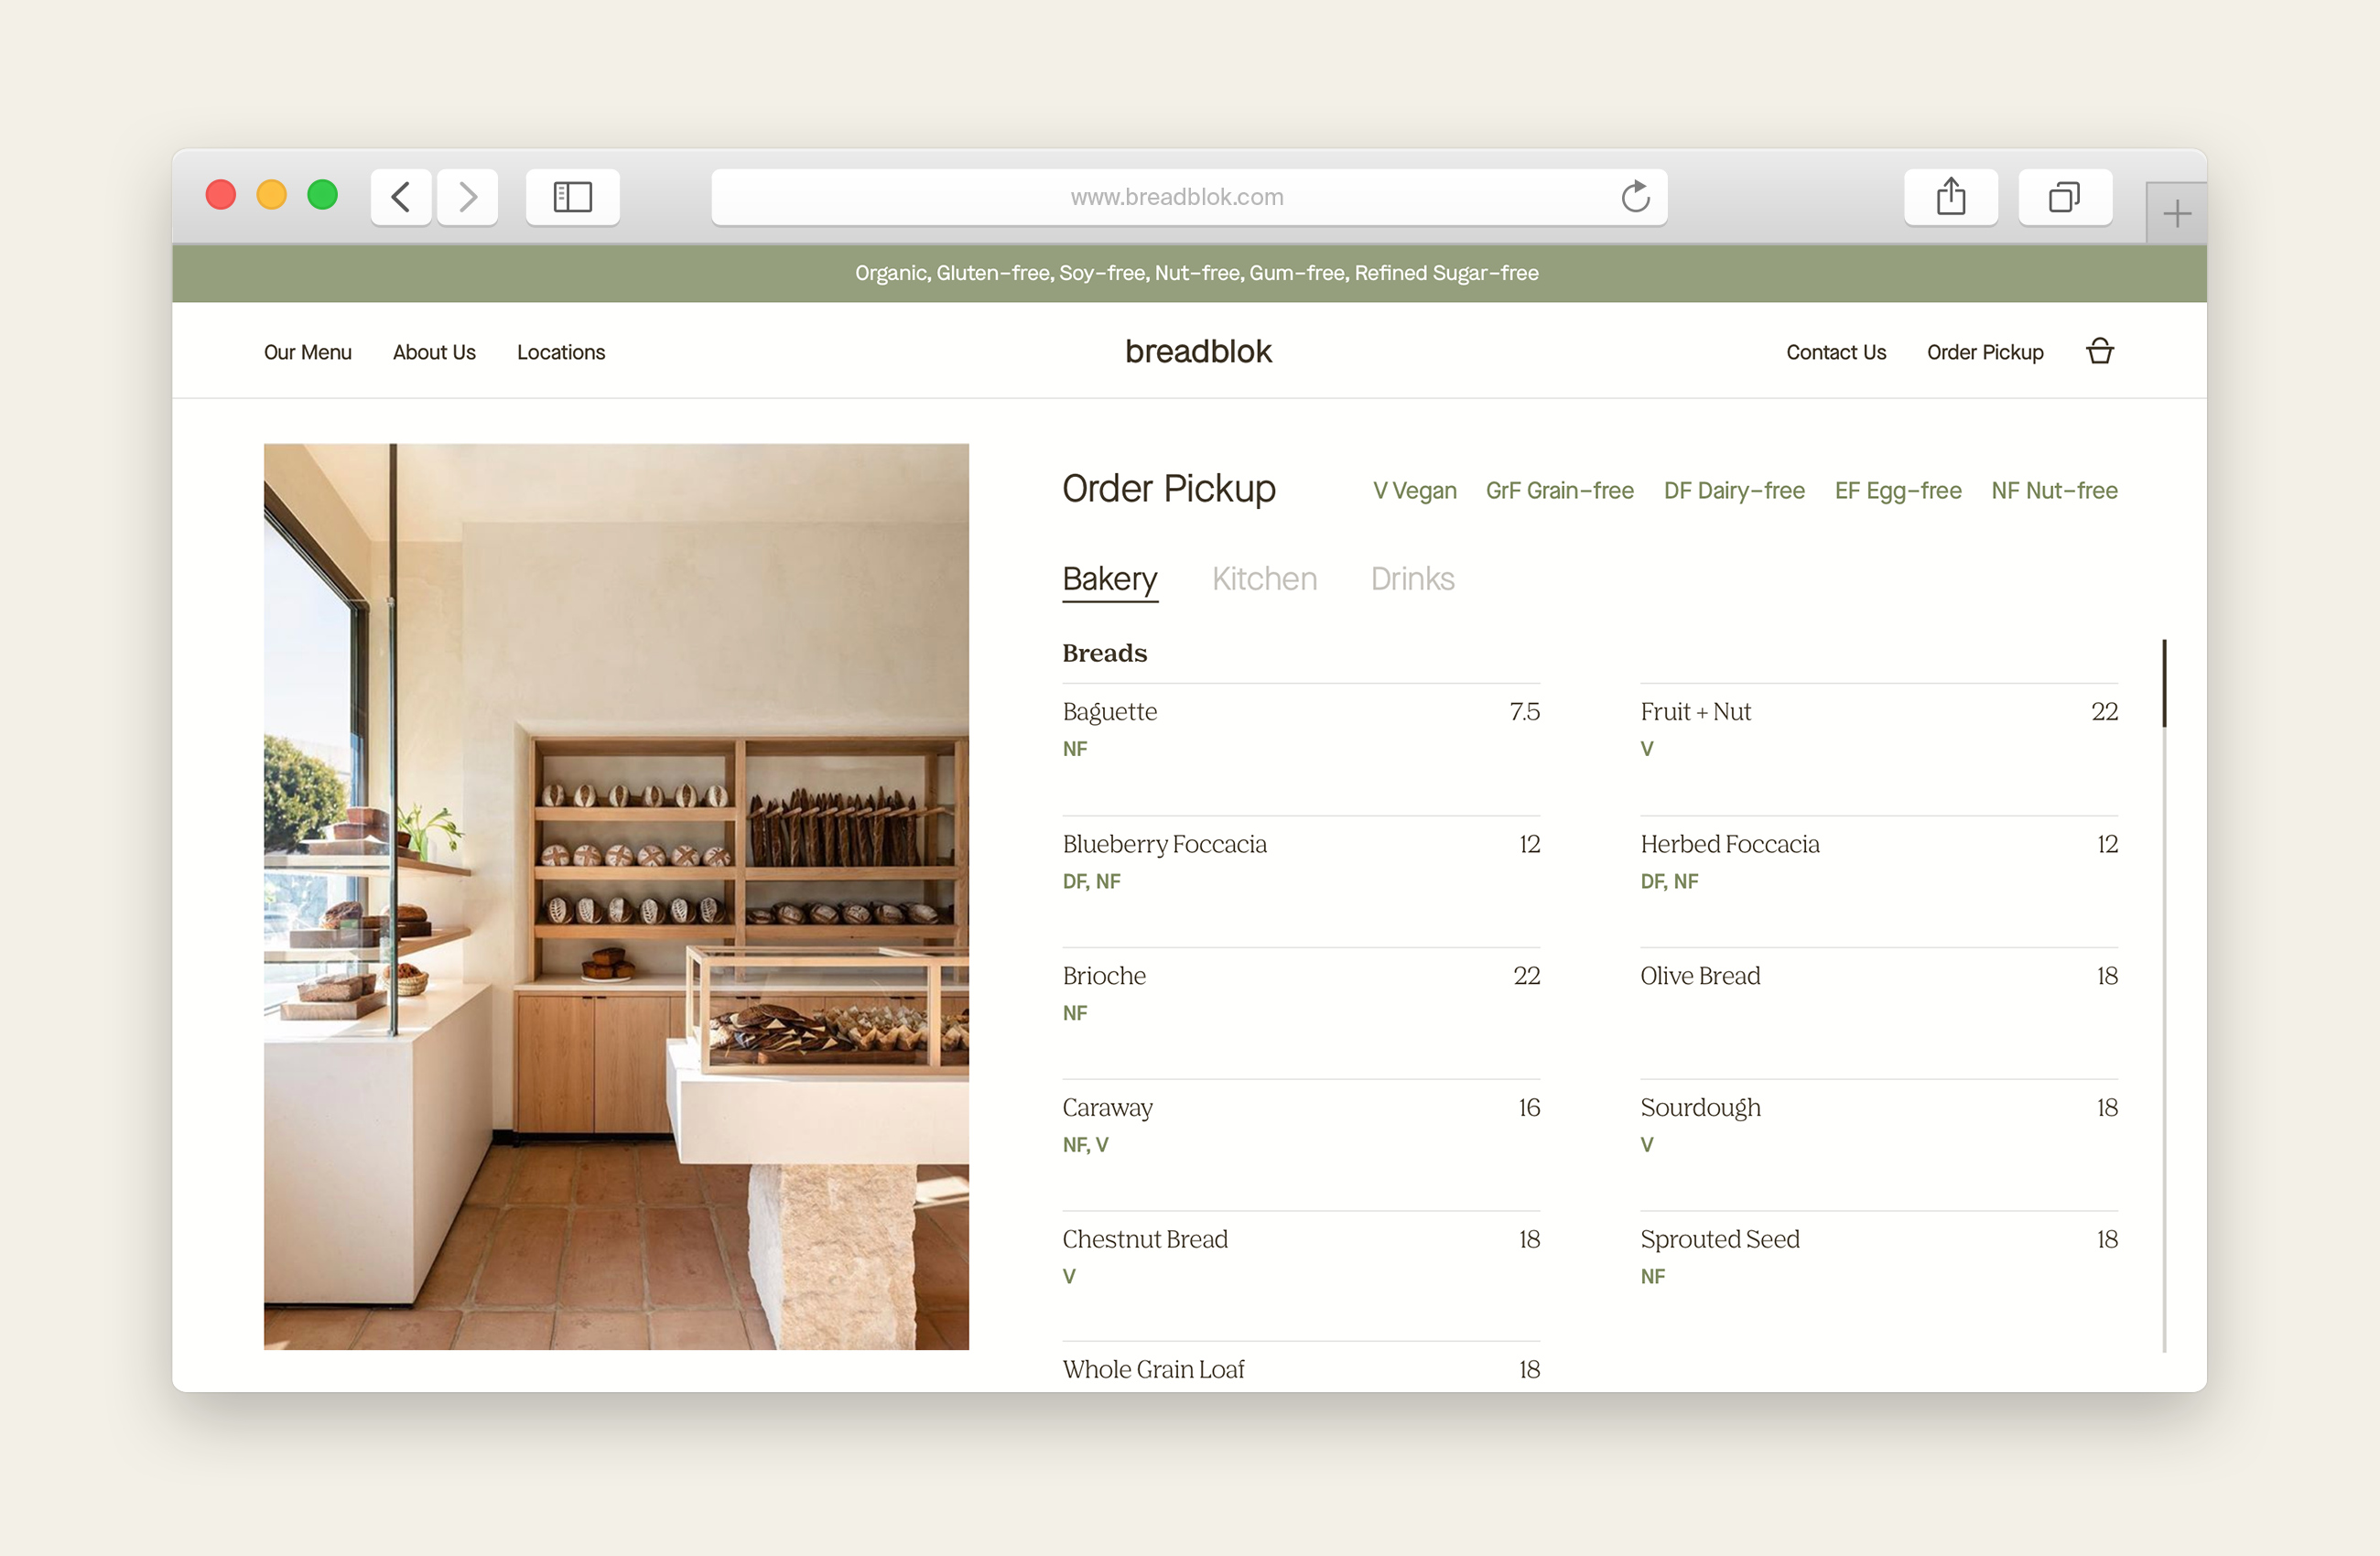 www.breadblok.com
Organic, Gluten-free, Soy-free, Nut-free, Gum-free, Refined Sugar-free
Our Menu About Us Locations breadblok Contact Us Order Pickup
Order Pickup V Vegan GrF Grain-free DF Dairy-free EF Egg-free NF Nut-free
Bakery Kitchen Drinks
Breads
Baguette 7.5 Fruit + Nut 22
NF V
Blueberry Foccacia 12 Herbed Foccacia 12
DF, NF DF, NF
Brioche 22 Olive Bread 18
NF
Caraway 16 Sourdough 18
NF, V V
Chestnut Bread 18 Sprouted Seed 18
V NF
Whole Grain Loaf 18